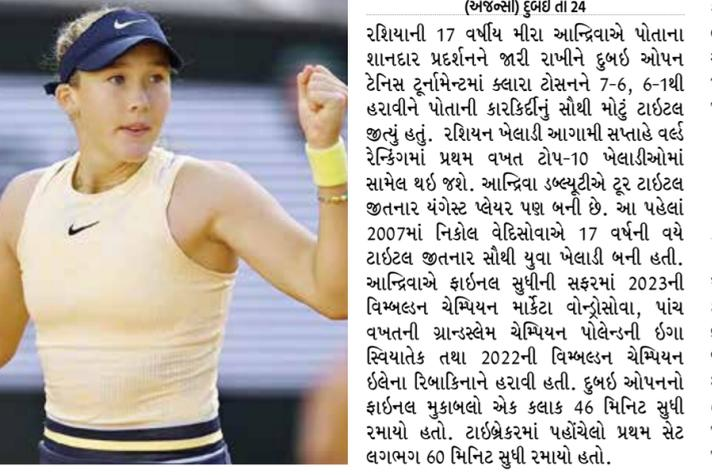 (એજન્સી) દુબઇ તા 24
રશિયાની 17 વર્ષીય મીરા આન્દ્રિવાએ પોતાના
શાનદાર પ્રદર્શનને જારી રાખીને દુબઇ ઓપન
ટેનિસ ટૂર્નામેન્ટમાં ક્લારા ટોસનને 7-6, 6-1થી
હરાવીને પોતાની કારકિર્દીનું સૌથી મોટું ટાઇટલ
જીત્યું હતું. રશિયન ખેલાડી આગામી સપ્તાહે વર્લ્ડ
રેન્કિંગમાં પ્રથમ વખત ટોપ-10 ખેલાડીઓમાં
સામેલ થઇ જશે. આન્દ્રિવા ડબ્લ્યૂટીએ ટૂર ટાઇટલ
જીતનાર યંગેસ્ટ પ્લેયર પણ બની છે. આ પહેલાં
2007માં નિકોલ વેદિસોવાએ 17 વર્ષની વયે
ટાઇટલ જીતનાર સૌથી યુવા ખેલાડી બની હતી.
આન્દ્રિવાએ ફાઇનલ સુધીની સફરમાં 2023ની
વિમ્બલ્ડન ચેમ્પિયન માર્કેટા વોન્ડ્રોસોવા, પાંચ
વખતની ગ્રાન્ડસ્લેમ ચેમ્પિયન પોલેન્ડની ઇગા
સ્વિયાતેક તથા 2022ની વિમ્બલ્ડન ચેમ્પિયન
ઇલેના રિબાકિનાને હરાવી હતી. દુબઇ ઓપનનો
ફાઇનલ મુકાબલો એક કલાક 46 મિનિટ સુધી
રમાયો હતો. ટાઇબ્રેકરમાં પહોંચેલો પ્રથમ સેટ
લગભગ 60 મિનિટ સુધી રમાયો હતો.